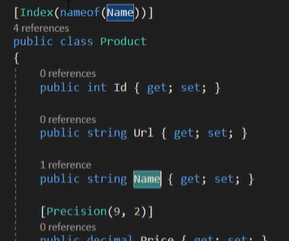 [Index(nameof(Name))]
4 references
public class Product
{
0 references
public int Id { get; set; }
0 references
public string Url { get; set; }
1 reference
public string Name { get; set; }
[Precision(9, 2)]
0 references
public decimal Price { get; set; }